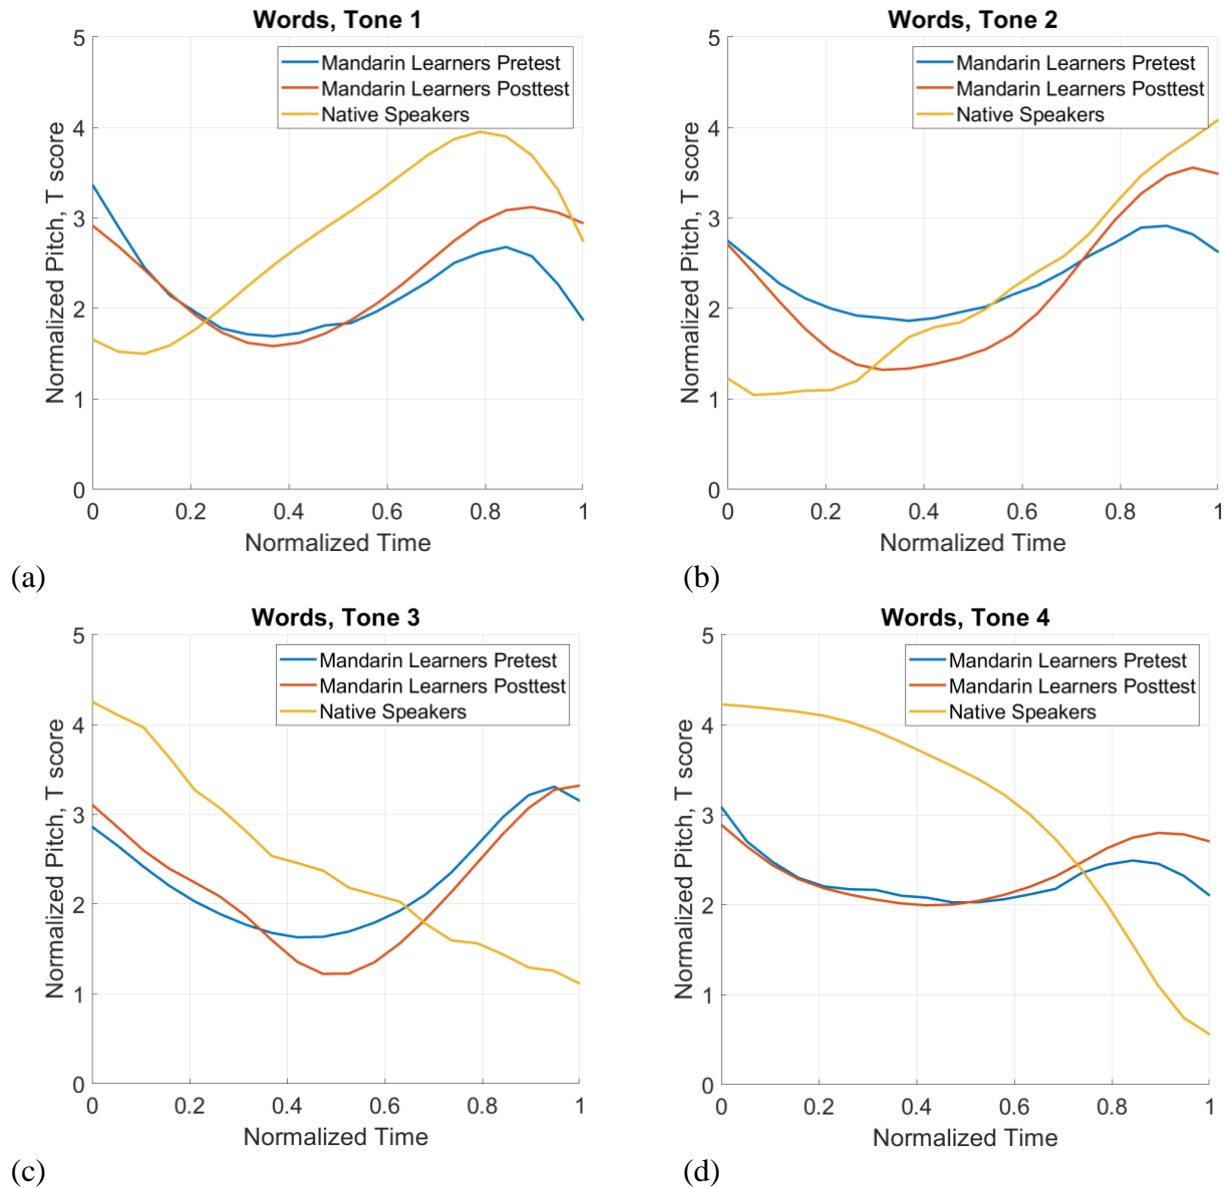 Words, Tone 1
Mandarin Learners Pretest
Mandarin Learners Posttest
Native Speakers
Normalized Pitch, T score
5
4
3
2
1
0
0 0.2 0.4 0.6 0.8 1
Normalized Time
(a)
Words, Tone 2
Mandarin Learners Pretest
Mandarin Learners Posttest
Native Speakers
Normalized Pitch, T score
5
4
3
2
1
0
0 0.2 0.4 0.6 0.8 1
Normalized Time
(b)
Words, Tone 3
Mandarin Learners Pretest
Mandarin Learners Posttest
Native Speakers
Normalized Pitch, T score
5
4
3
2
1
0
0 0.2 0.4 0.6 0.8 1
Normalized Time
(c)
Words, Tone 4
Mandarin Learners Pretest
Mandarin Learners Posttest
Native Speakers
Normalized Pitch, T score
5
4
3
2
1
0
0 0.2 0.4 0.6 0.8 1
Normalized Time
(d)